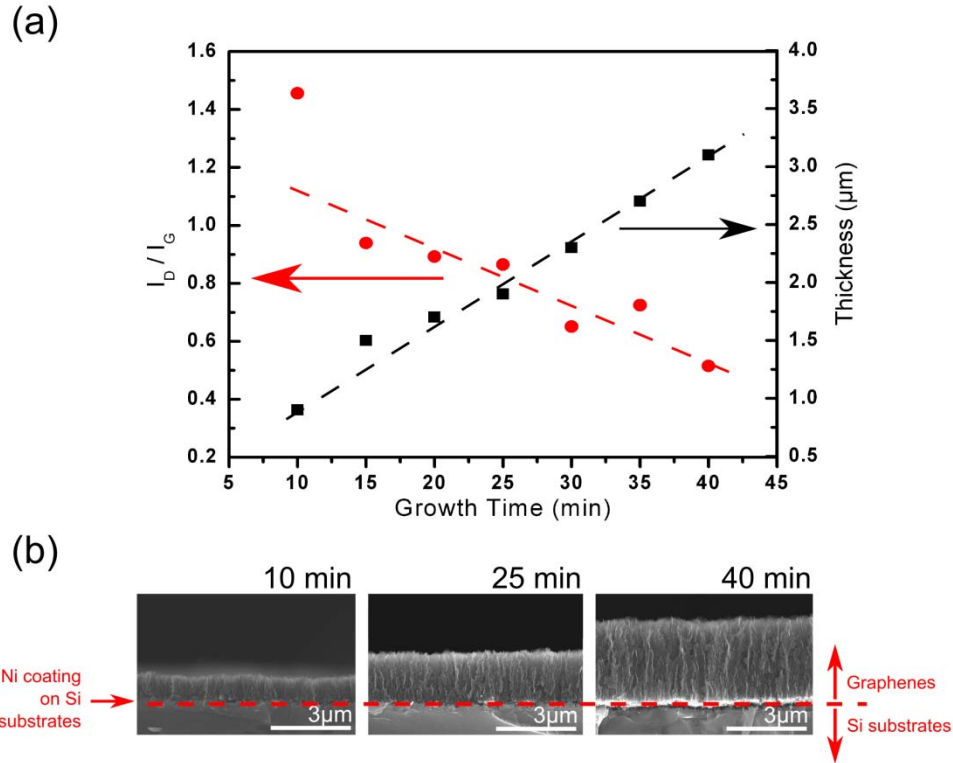 (a)
1.6
1.4
1.2
1.0
0.8
0.6
0.4
0.2
I_D / I_G
4.0
3.5
3.0
2.5
2.0
1.5
1.0
0.5
Thickness (µm)
5 10 15 20 25 30 35 40 45
Growth Time (min)
(b)
10 min 25 min 40 min
Ni coating
on Si
substrates
3µm 3µm 3µm
Graphenes
Si substrates